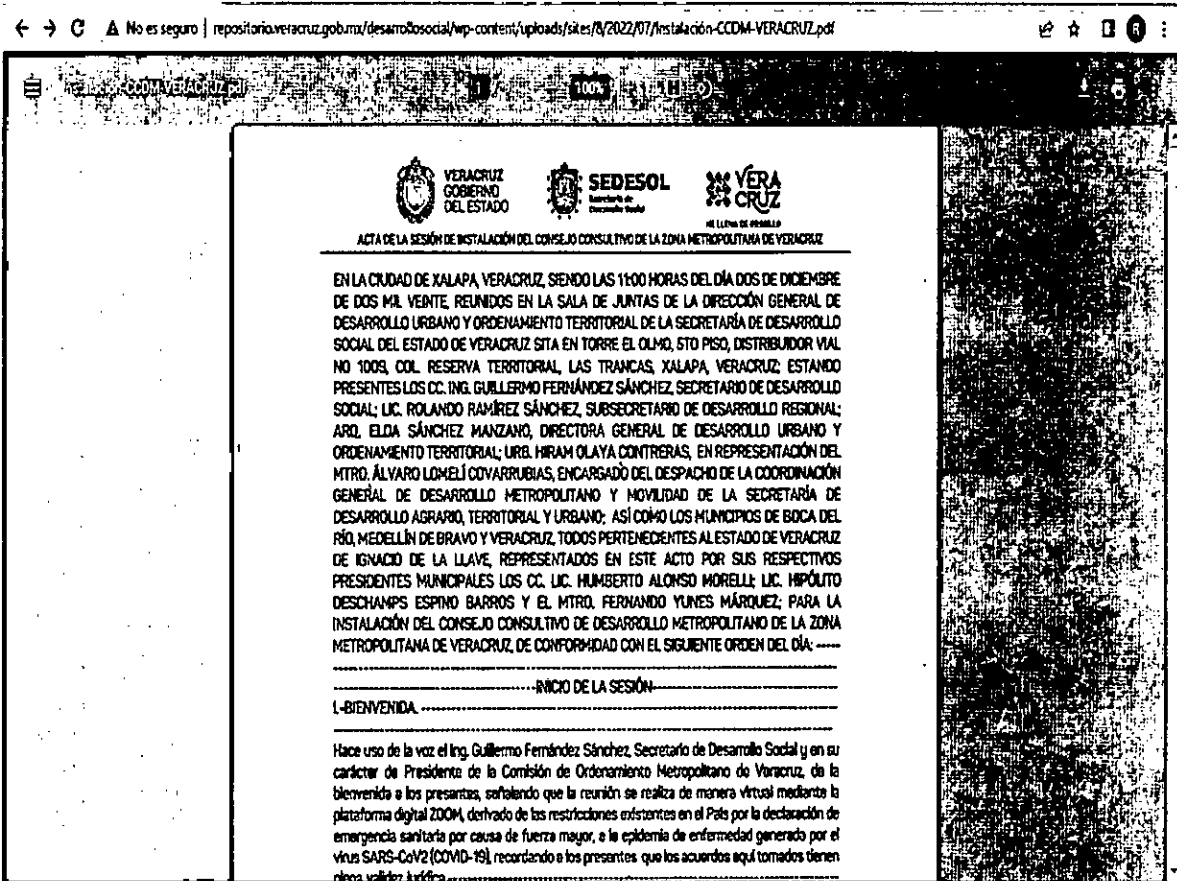 No es seguro | repositorio.veracruz.gob.mx/desarrollosocial/wp-content/uploads/sites/8/2022/07/Instalación-CCDM-VERACRUZ.pdf
CCDM-VERACRUZ.pdf 1 100%
VERACRUZ
GOBIERNO
DEL ESTADO
SEDESOL
Secretaría de
Desarrollo Social
VERA
CRUZ
ME LLENA DE ORGULLO
ACTA DE LA SESIÓN DE INSTALACIÓN DEL CONSEJO CONSULTIVO DE LA ZONA METROPOLITANA DE VERACRUZ
EN LA CIUDAD DE XALAPA, VERACRUZ, SIENDO LAS 11:00 HORAS DEL DÍA DOS DE DICIEMBRE
DE DOS MIL VEINTE, REUNIDOS EN LA SALA DE JUNTAS DE LA DIRECCIÓN GENERAL DE
DESARROLLO URBANO Y ORDENAMIENTO TERRITORIAL DE LA SECRETARÍA DE DESARROLLO
SOCIAL DEL ESTADO DE VERACRUZ SITA EN TORRE EL OLMO, 5TO PISO, DISTRIBUIDOR VIAL
NO 1009, COL. RESERVA TERRITORIAL, LAS TRANCAS, XALAPA, VERACRUZ; ESTANDO
PRESENTES LOS CC. ING. GUILLERMO FERNÁNDEZ SÁNCHEZ, SECRETARIO DE DESARROLLO
SOCIAL; LIC. ROLANDO RAMÍREZ SÁNCHEZ, SUBSECRETARIO DE DESARROLLO REGIONAL;
ARQ. ELDA SÁNCHEZ MANZANO, DIRECTORA GENERAL DE DESARROLLO URBANO Y
ORDENAMIENTO TERRITORIAL; URB. HIRAM OLAYA CONTRERAS, EN REPRESENTACIÓN DEL
MTRO. ÁLVARO LOMELÍ COVARRUBIAS, ENCARGADO DEL DESPACHO DE LA COORDINACIÓN
GENERAL DE DESARROLLO METROPOLITANO Y MOVILIDAD DE LA SECRETARÍA DE
DESARROLLO AGRARIO, TERRITORIAL Y URBANO; ASÍ COMO LOS MUNICIPIOS DE BOCA DEL
RÍO, MEDELLÍN DE BRAVO Y VERACRUZ, TODOS PERTENECIENTES AL ESTADO DE VERACRUZ
DE IGNACIO DE LA LLAVE, REPRESENTADOS EN ESTE ACTO POR SUS RESPECTIVOS
PRESIDENTES MUNICIPALES LOS CC. LIC. HUMBERTO ALONSO MORELLI; LIC. HIPÓLITO
DESCHAMPS ESPINO BARROS Y EL MTRO. FERNANDO YUNES MÁRQUEZ; PARA LA
INSTALACIÓN DEL CONSEJO CONSULTIVO DE DESARROLLO METROPOLITANO DE LA ZONA
METROPOLITANA DE VERACRUZ, DE CONFORMIDAD CON EL SIGUIENTE ORDEN DEL DÍA: -----
-----INICIO DE LA SESIÓN-----
I.-BIENVENIDA. -----
Hace uso de la voz el Ing. Guillermo Fernández Sánchez, Secretario de Desarrollo Social y en su
carácter de Presidente de la Comisión de Ordenamiento Metropolitano de Veracruz, da la
bienvenida a los presentes, señalando que la reunión se realiza de manera virtual mediante la
plataforma digital ZOOM, derivado de las restricciones existentes en el País por la declaración de
emergencia sanitaria por causa de fuerza mayor, a la epidemia de enfermedad generado por el
virus SARS-CoV2 (COVID-19), recordando a los presentes que los acuerdos aquí tomados tienen
plena validez jurídica.-----